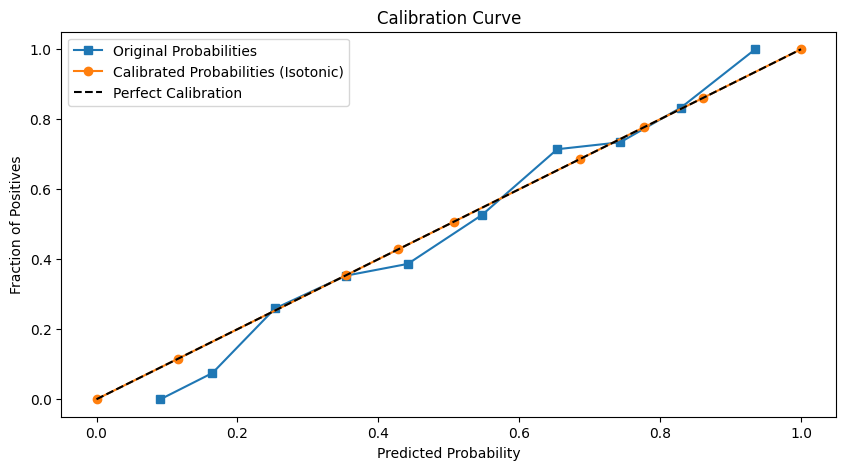 Calibration Curve
Original Probabilities
Calibrated Probabilities (Isotonic)
Perfect Calibration
Fraction of Positives
1.0
0.8
0.6
0.4
0.2
0.0
0.0 0.2 0.4 0.6 0.8 1.0
Predicted Probability